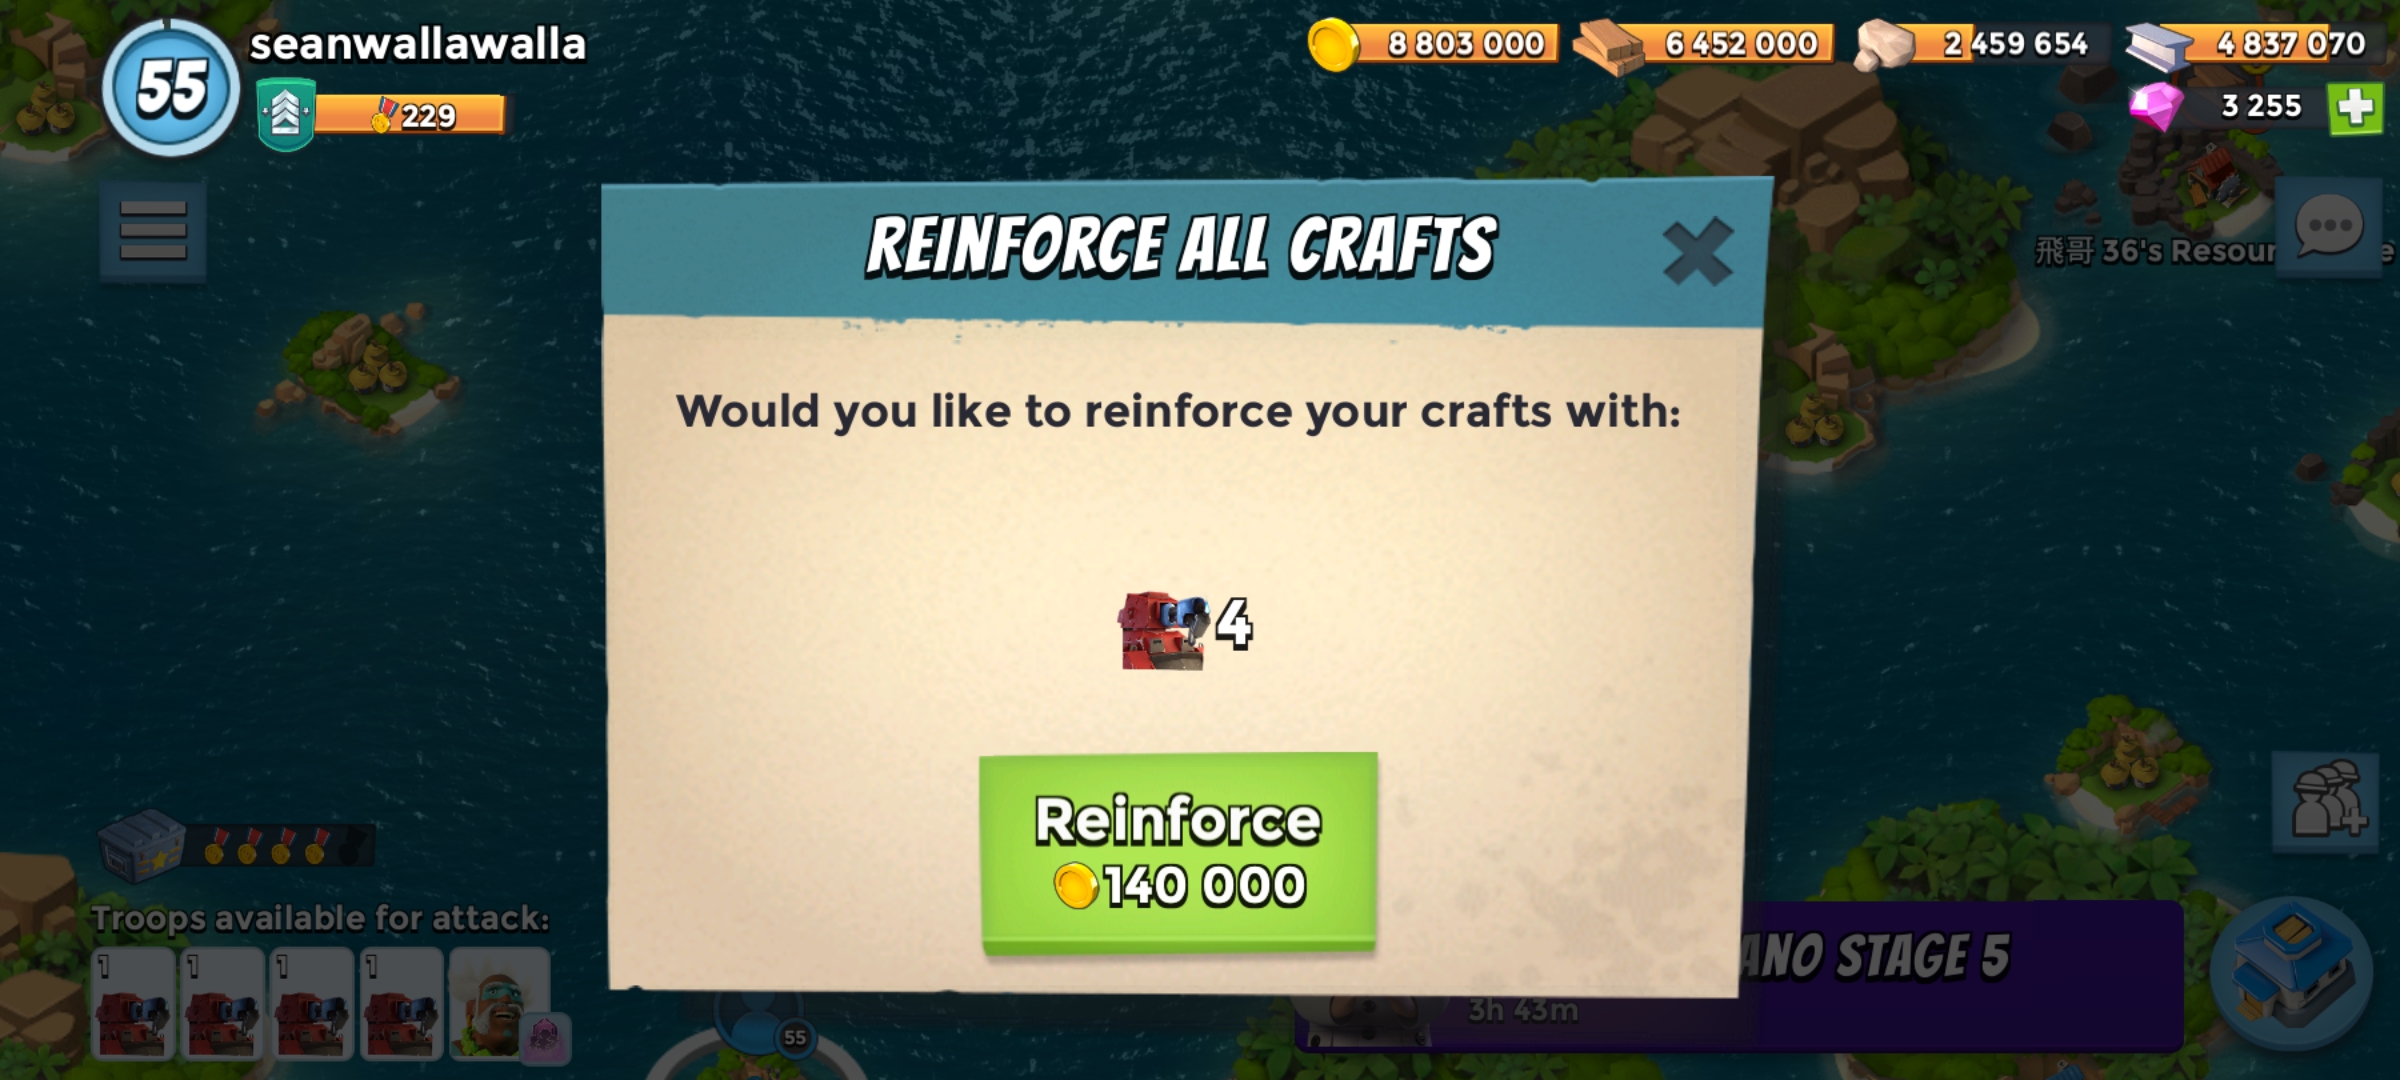 55
seanwallawalla
229
8 803 000
6 452 000
2 459 654
4 837 070
3 255
REINFORCE ALL CRAFTS
飛哥 36's Resour
Would you like to reinforce your crafts with:
4
Reinforce
140 000
Troops available for attack:
1
1
1
1
55
STAGE 5
3h 43m